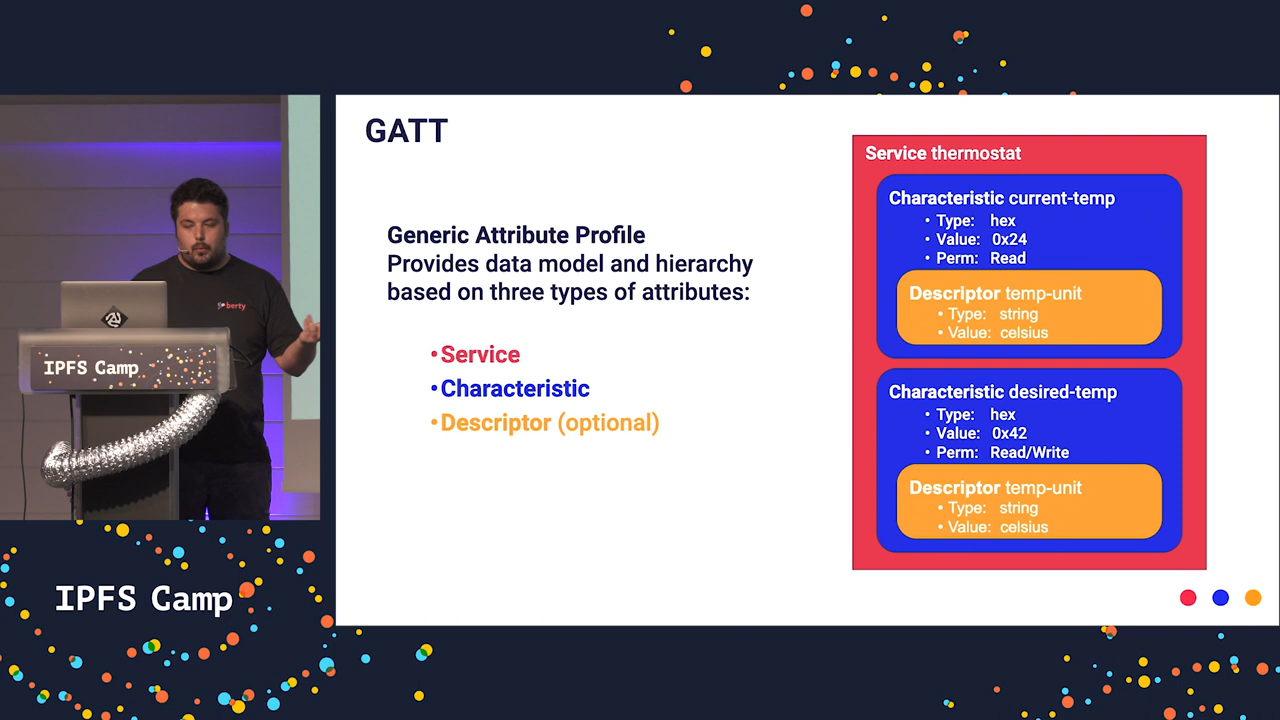 GATT
Generic Attribute Profile
Provides data model and hierarchy
based on three types of attributes:
•Service
•Characteristic
•Descriptor (optional)
Service thermostat
Characteristic current-temp
• Type: hex
• Value: 0x24
• Perm: Read
Descriptor temp-unit
• Type: string
• Value: celsius
Characteristic desired-temp
• Type: hex
• Value: 0x42
• Perm: Read/Write
Descriptor temp-unit
• Type: string
• Value: celsius
berty
IPFS Camp
IPFS Camp